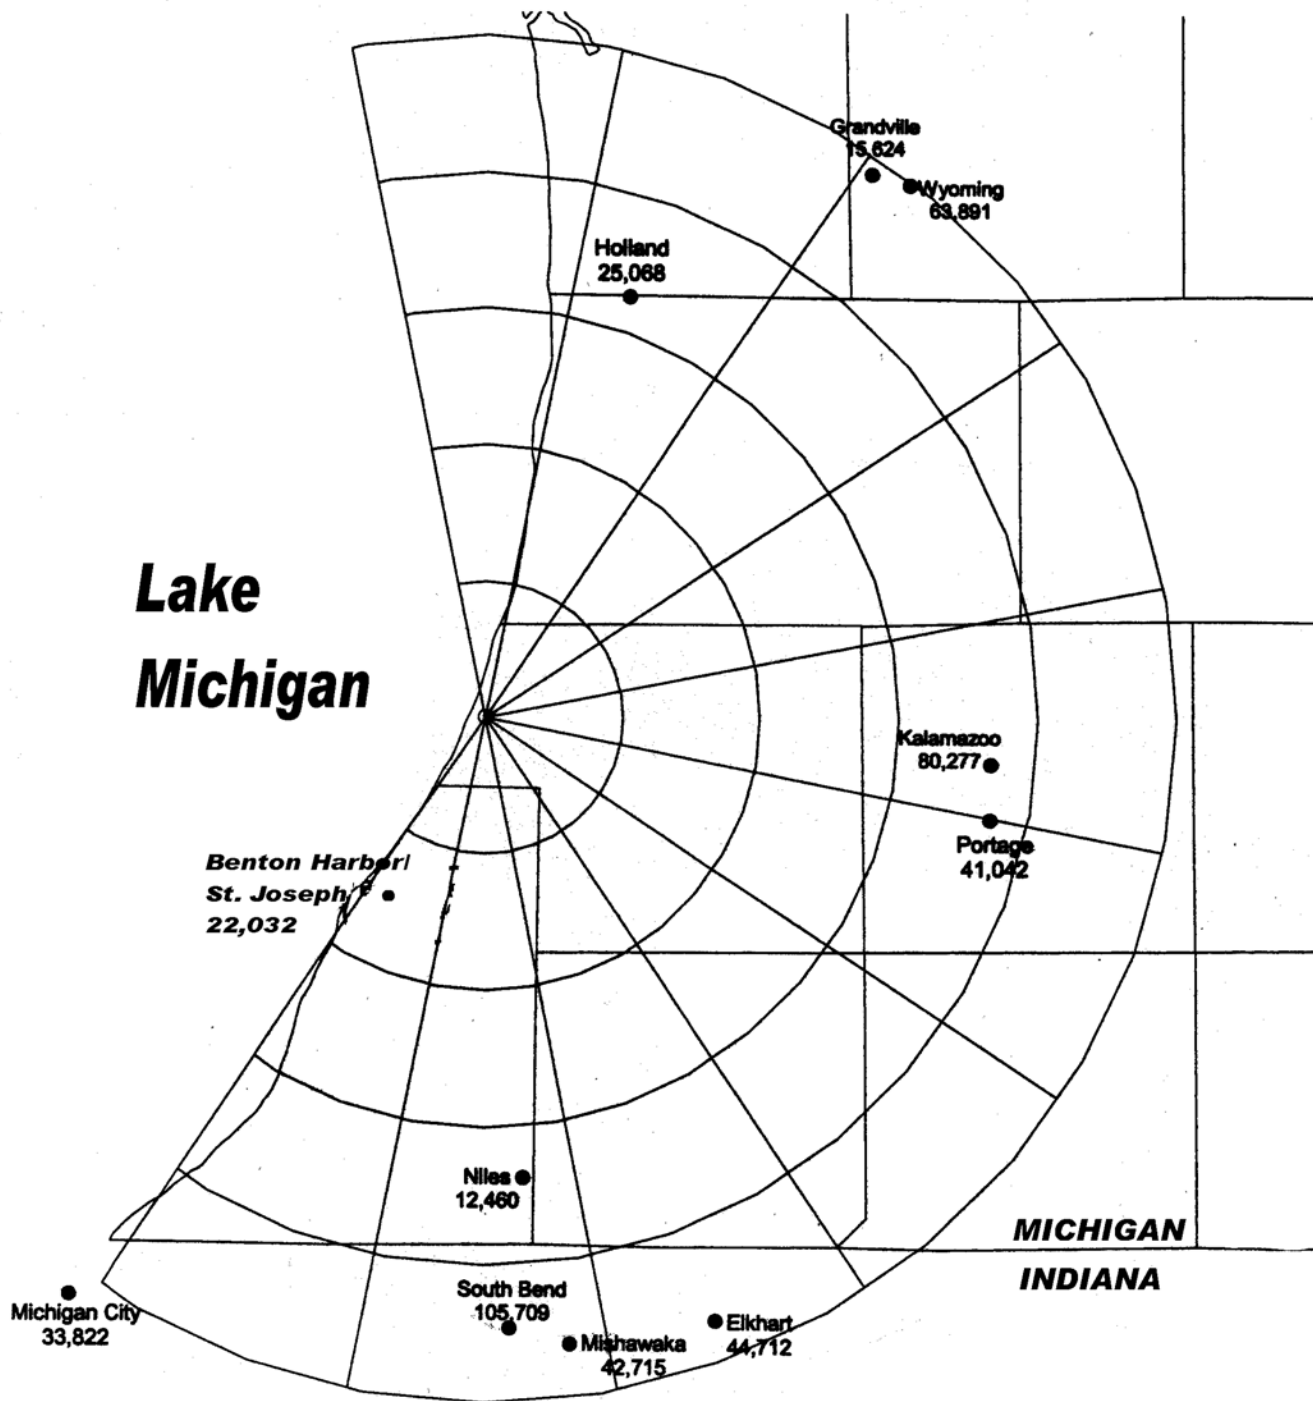 Grandville
15,624
Wyoming
63,891
Holland
25,068
Lake
Michigan
Kalamazoo
80,277
Portage
41,042
Benton Harbor/
St. Joseph
22,032
Niles
12,460
MICHIGAN
INDIANA
South Bend
105,709
Michigan City
33,822
Mishawaka
42,715
Elkhart
44,712